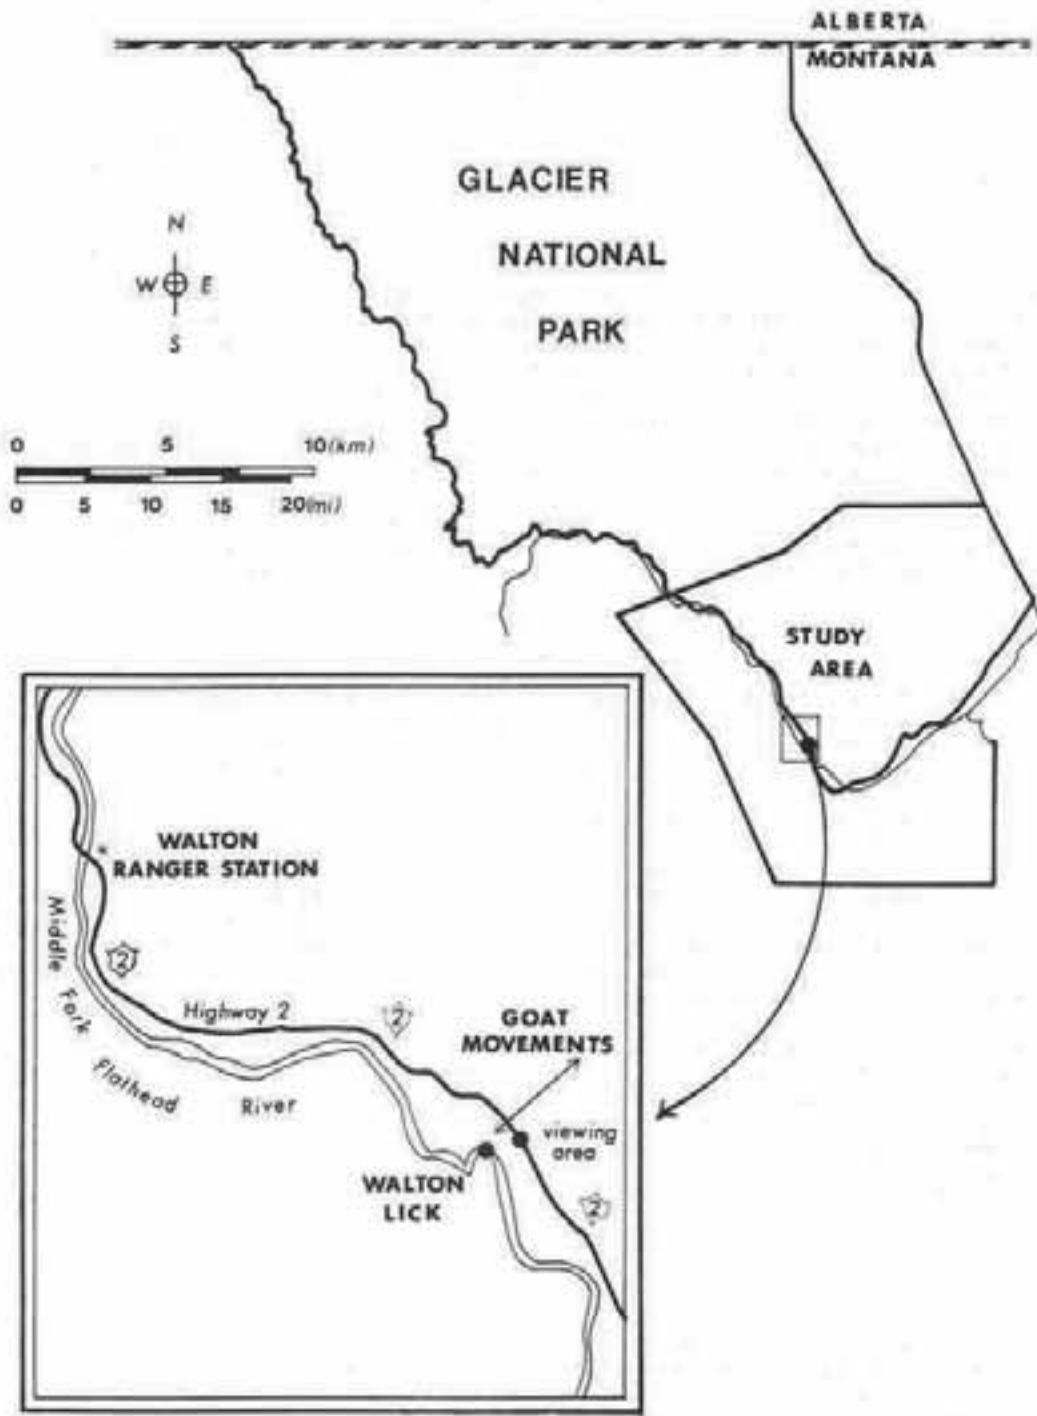 ALBERTA
MONTANA
GLACIER
NATIONAL
PARK
N
W E
S
0 5 10(km)
0 5 10 15 20(mi)
STUDY
AREA
WALTON
RANGER STATION
Middle
Fork
Flathead
River
2
Highway 2
2
GOAT
MOVEMENTS
viewing
area
WALTON
LICK
2